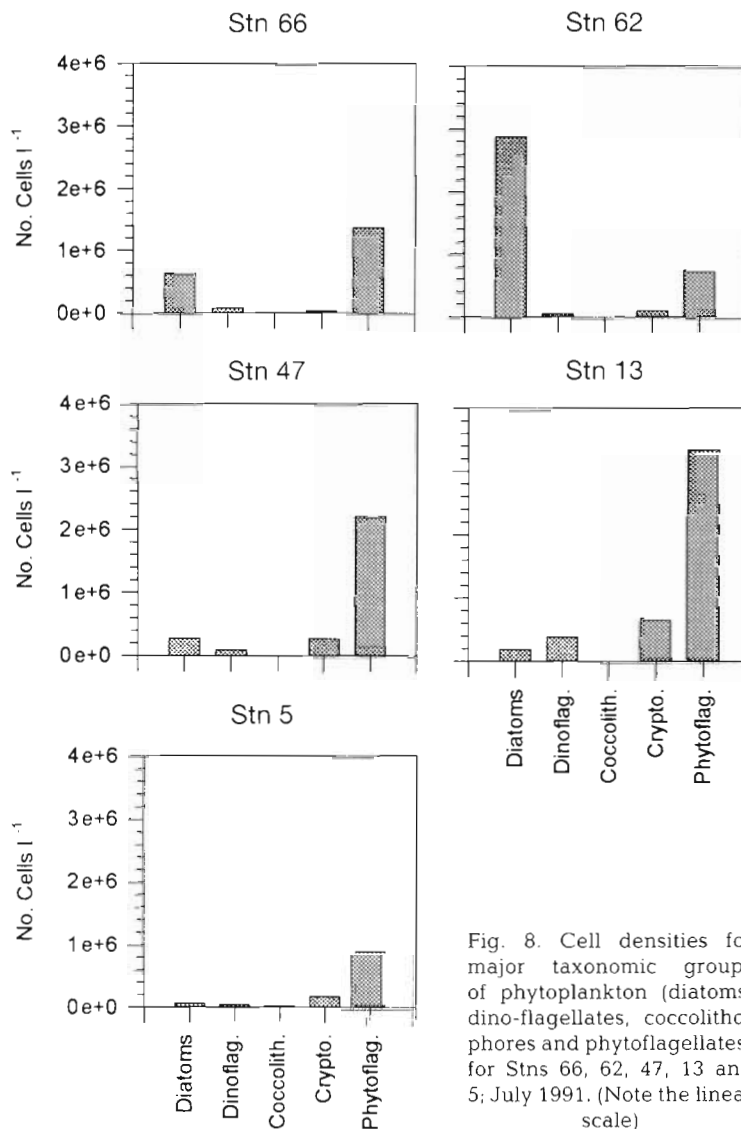 Stn 66
Stn 62
4e+6
3e+6
2e+6
1e+6
0e+0
No. Cells l⁻¹
Stn 47
Stn 13
4e+6
3e+6
2e+6
1e+6
0e+0
No. Cells l⁻¹
Diatoms
Dinoflag.
Coccolith.
Crypto.
Phytoflag.
Stn 5
4e+6
3e+6
2e+6
1e+6
0e+0
No. Cells l⁻¹
Diatoms
Dinoflag.
Coccolith.
Crypto.
Phytoflag.
Fig. 8. Cell densities fo
major taxonomic group
of phytoplankton (diatoms
dino-flagellates, coccolitho
phores and phytoflagellates
for Stns 66, 62, 47, 13 an
5; July 1991. (Note the linea
scale)